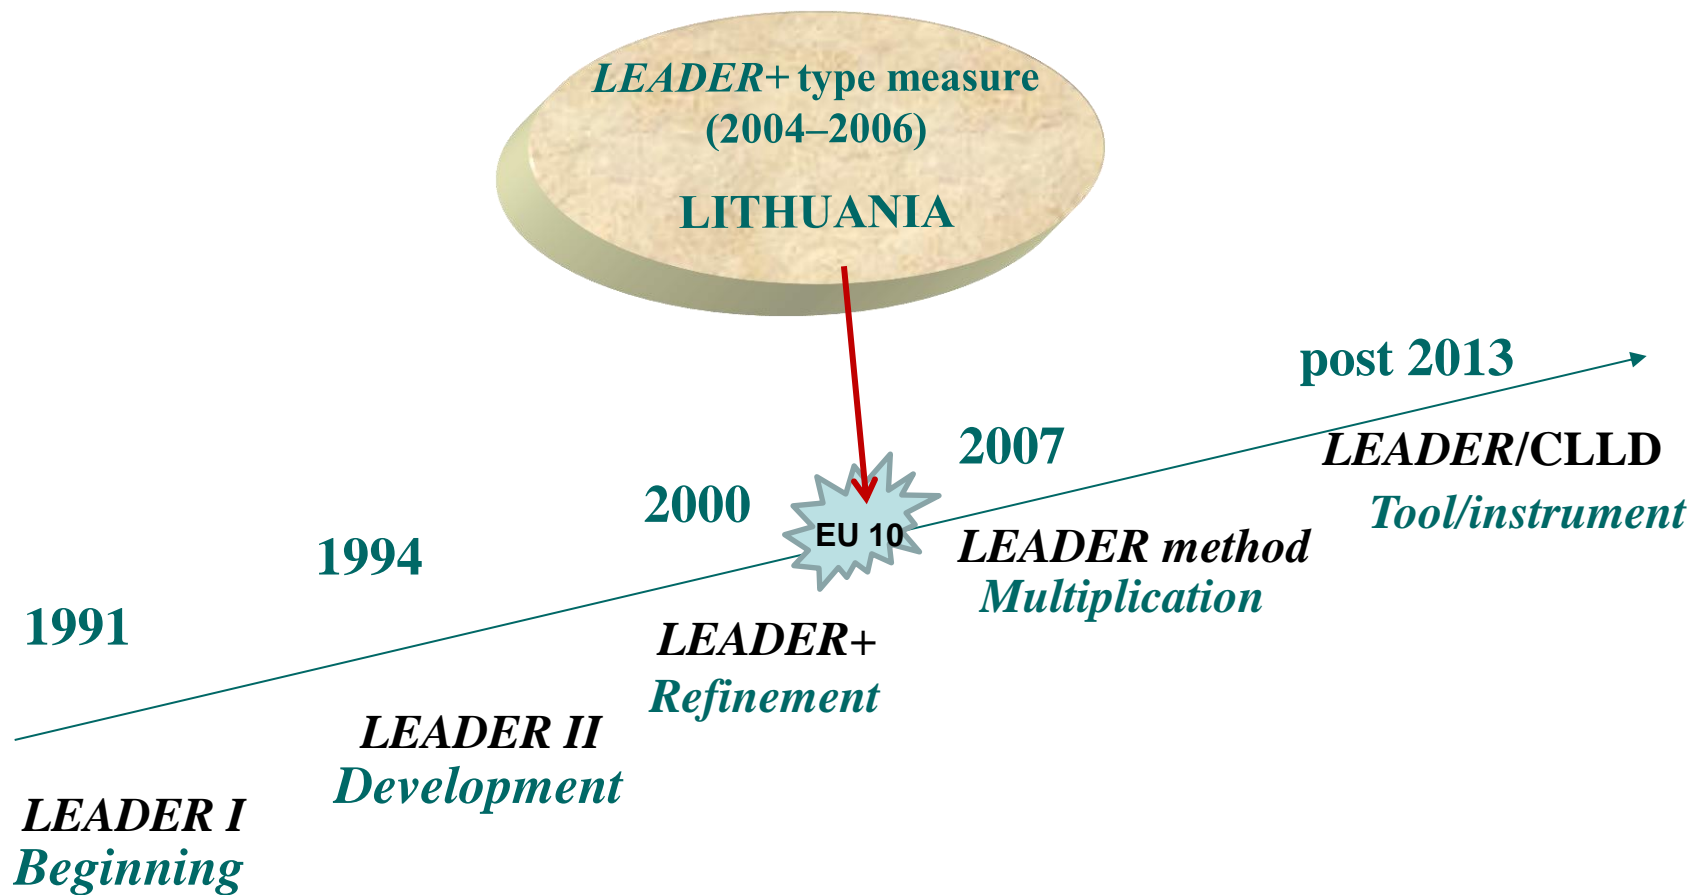 LEADER+ type measure
(2004–2006)
LITHUANIA
post 2013
2007
LEADER/CLLD
2000
Tool/instrument
EU 10
1994
LEADER method
Multiplication
1991
LEADER+
Refinement
LEADER II
Development
LEADER I
Beginning